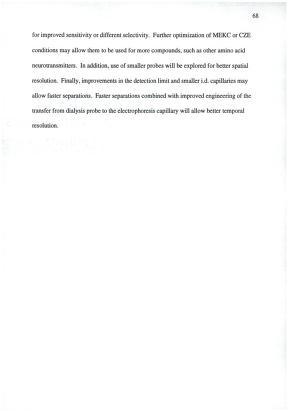 68
for improved sensitivity or different selectivity. Further optimization of MEKC or CZE
conditions may allow them to be used for more compounds, such as other amino acid
neurotransmitters. In addition, use of smaller probes will be explored for better spatial
resolution. Finally, improvements in the detection limit and smaller i.d. capillaries may
allow faster separations. Faster separations combined with improved engineering of the
transfer from dialysis probe to the electrophoresis capillary will allow better temporal
resolution.